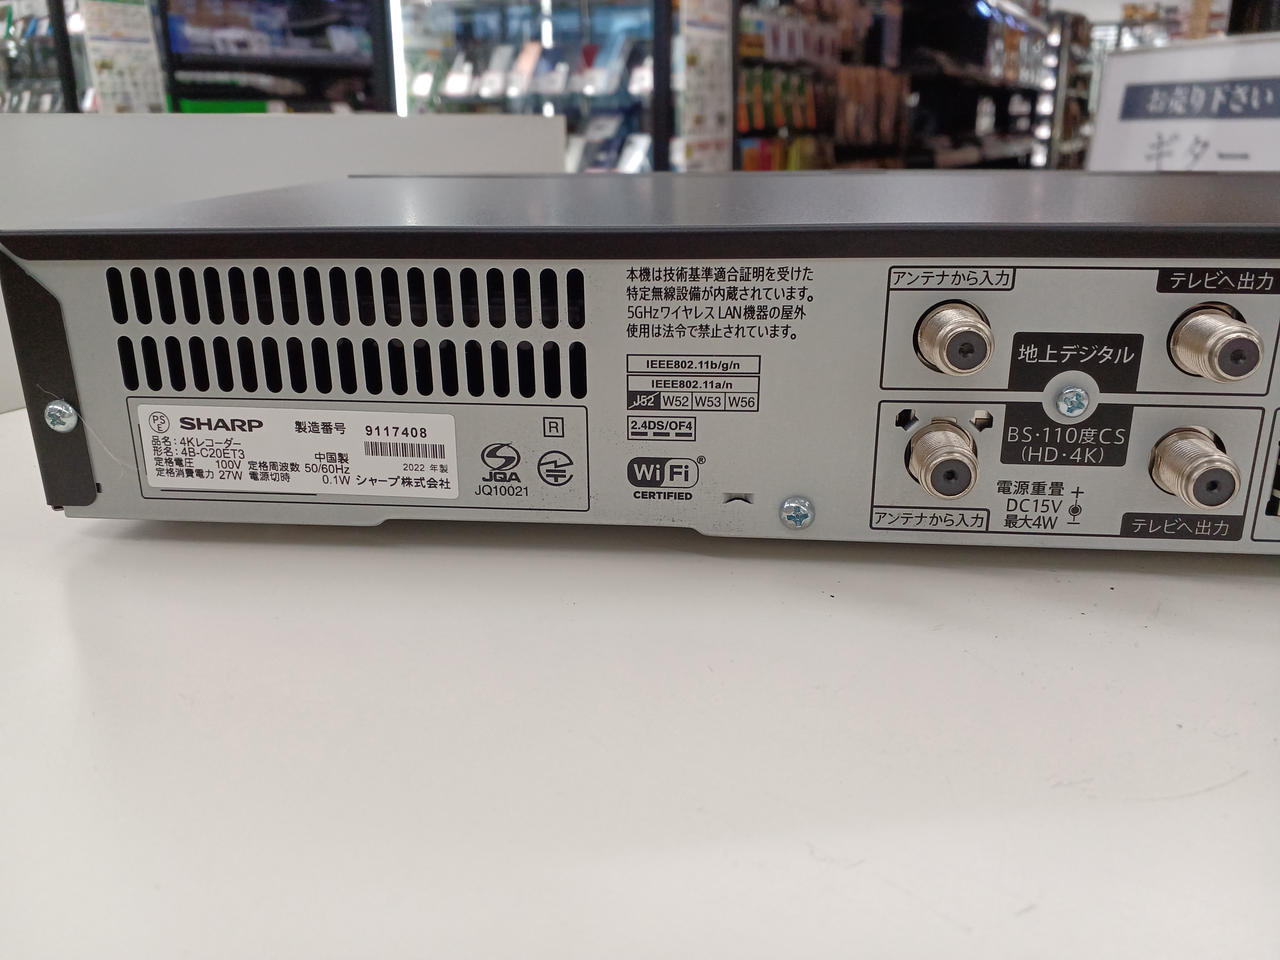 お売り下さい
ギター
本機は技術基準適合証明を受けた
特定無線設備が内蔵されています。
5GHzワイヤレスLAN機器の屋外
使用は法令で禁止されています。
IEEE802.11b/g/n
IEEE802.11a/n
J52 W52 W53 W56
2.4DS/OF4
Wi Fi ®
CERTIFIED
PS E SHARP 製造番号 9117408
品名:4Kレコーダー
形名:4B-C20ET3 中国製 2022 年製
定格電圧 100V 定格周波数 50/60Hz
定格消費電力 27W 電源切時 0.1W シャープ株式会社
R
JQA
JQ10021
アンテナから入力
テレビへ出力
地上デジタル
BS・110度CS
(HD・4K)
電源重畳 +
DC15V
最大4W −
アンテナから入力
テレビへ出力